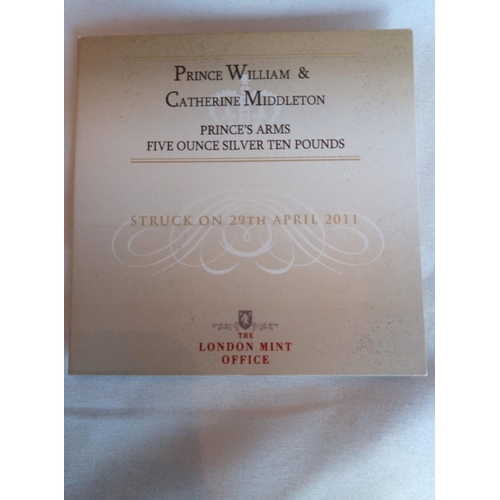 PRINCE WILLIAM &
CATHERINE MIDDLETON
PRINCE'S ARMS
FIVE OUNCE SILVER TEN POUNDS
STRUCK ON 29TH APRIL 2011
THE
LONDON MINT
OFFICE